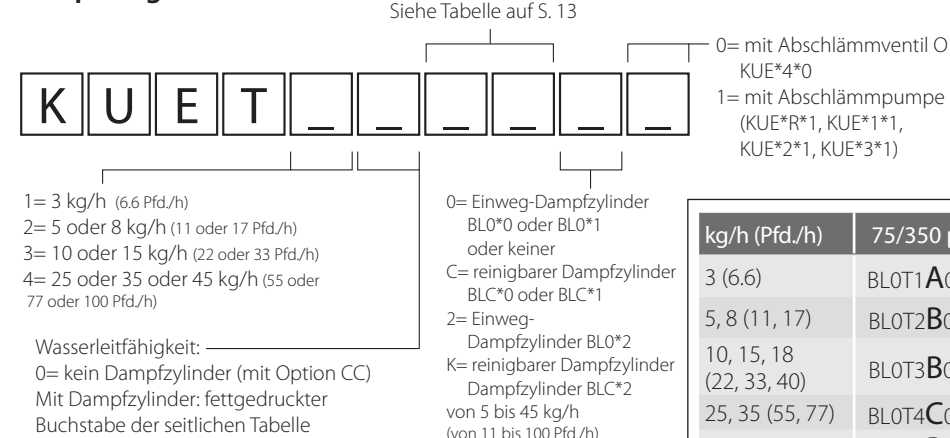 Siehe Tabelle auf S. 13
0= mit Abschlämmventil O
KUE*4*0
1= mit Abschlämmpumpe
(KUE*R*1, KUE*1*1,
KUE*2*1, KUE*3*1)
K U E T _ _ _ _ _ _
1= 3 kg/h (6.6 Pfd./h)
2= 5 oder 8 kg/h (11 oder 17 Pfd./h)
3= 10 oder 15 kg/h (22 oder 33 Pfd./h)
4= 25 oder 35 oder 45 kg/h (55 oder
77 oder 100 Pfd./h)
Wasserleitfähigkeit:
0= kein Dampfzylinder (mit Option CC)
Mit Dampfzylinder: fettgedruckter
Buchstabe der seitlichen Tabelle
0= Einweg-Dampfzylinder
BL0*0 oder BL0*1
oder keiner
C= reinigbarer Dampfzylinder
BLC*0 oder BLC*1
2= Einweg-
Dampfzylinder BL0*2
K= reinigbarer Dampfzylinder
Dampfzylinder BLC*2
von 5 bis 45 kg/h
(von 11 bis 100 Pfd./h)
kg/h (Pfd./h) 75/350
3 (6.6) BL0T1A0
5, 8 (11, 17) BL0T2B0
10, 15, 18
(22, 33, 40) BL0T3B0
25, 35 (55, 77) BL0T4C0